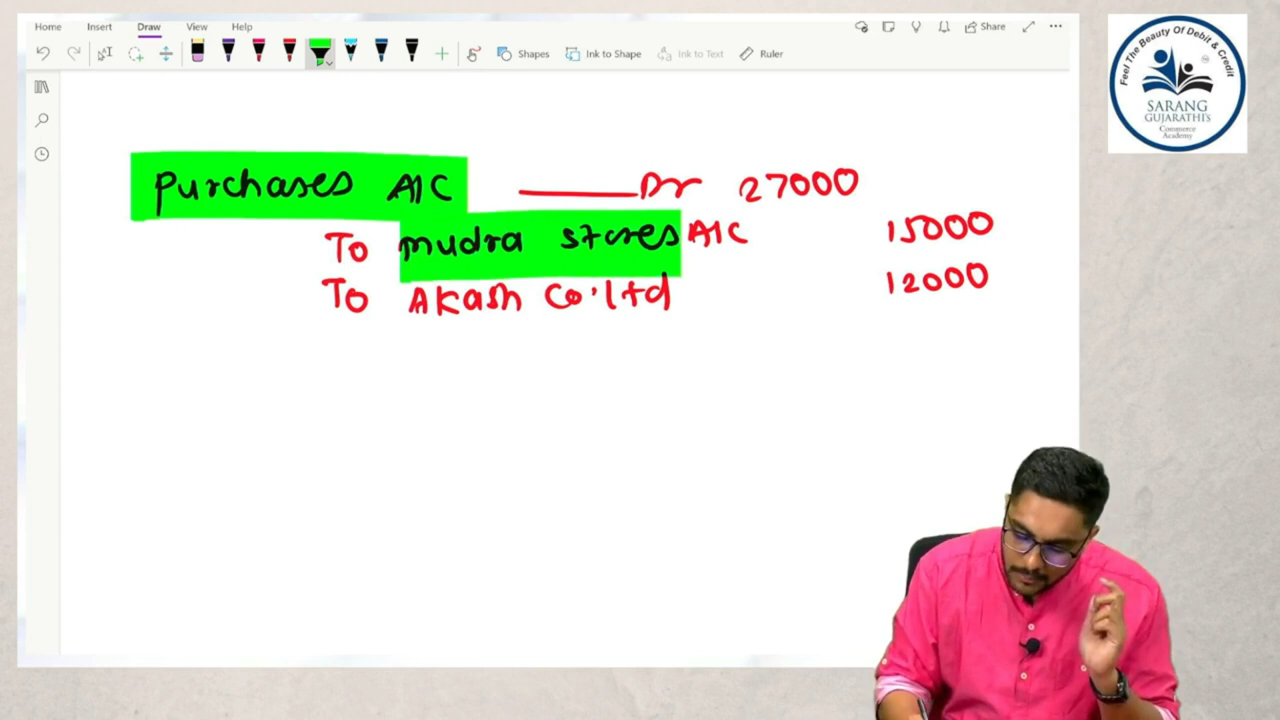 Home Insert Draw View Help
Share
Shapes Ink to Shape Ink to Text Ruler
Feel The Beauty Of Debit & Credit
SARANG
GUJARATHI'S
Commerce
Academy
Purchases A/C ——— Dr 27000
To mudra stores A/C 15000
To Akash Co. Ltd 12000